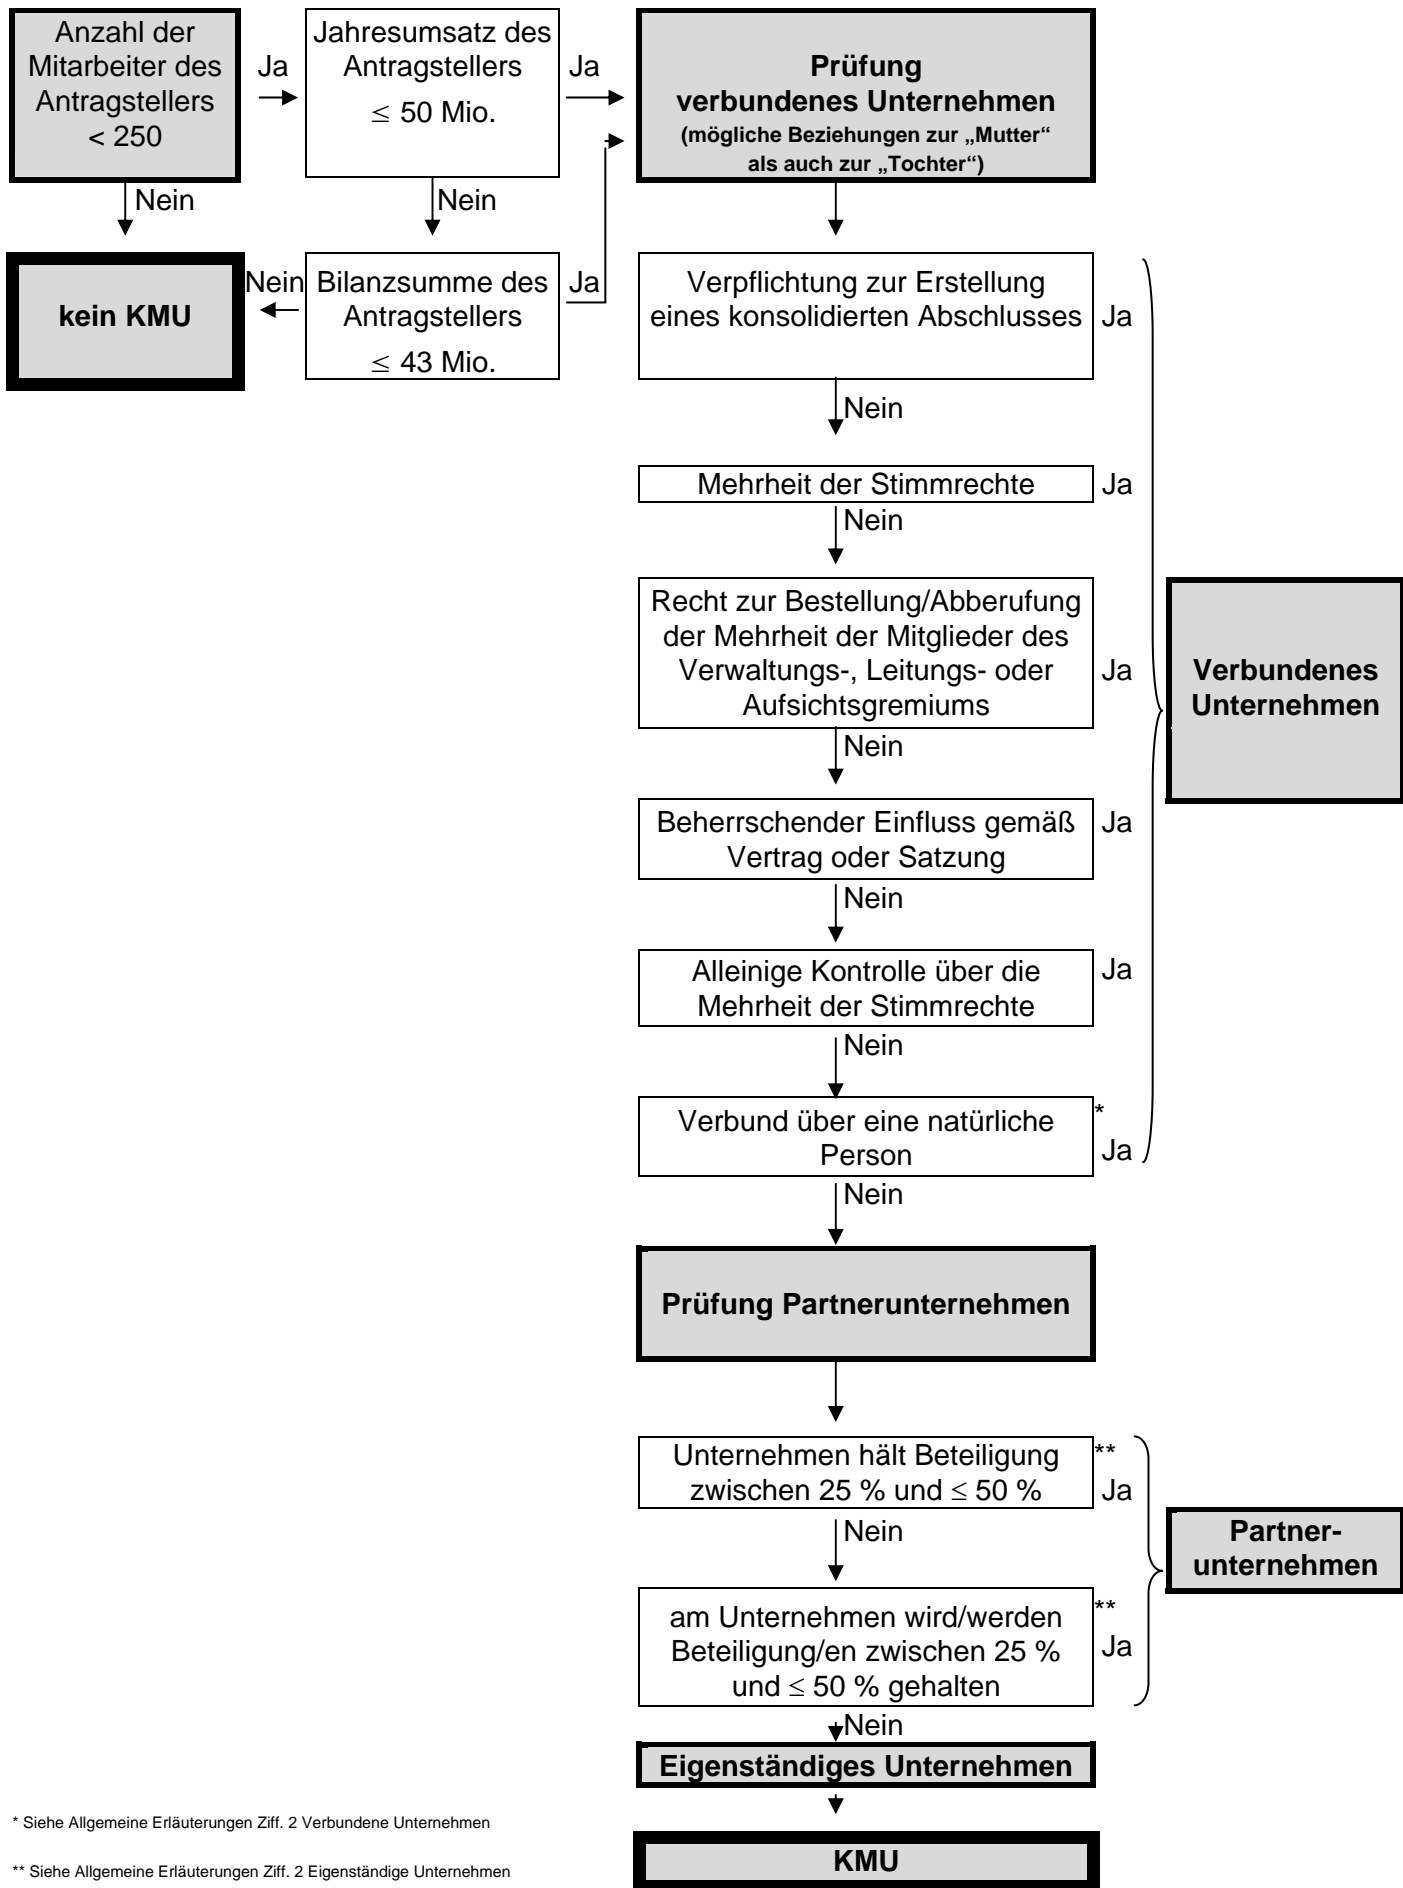 Anzahl der
Mitarbeiter des
Antragstellers
< 250
Ja
Jahresumsatz des
Antragstellers
≤ 50 Mio.
Ja
Prüfung
verbundenes Unternehmen
(mögliche Beziehungen zur „Mutter“
als auch zur „Tochter“)
Nein
Nein
kein KMU
Nein
Bilanzsumme des
Antragstellers
≤ 43 Mio.
Ja
Verpflichtung zur Erstellung
eines konsolidierten Abschlusses
Ja
Nein
Mehrheit der Stimmrechte
Ja
Nein
Recht zur Bestellung/Abberufung
der Mehrheit der Mitglieder des
Verwaltungs-, Leitungs- oder
Aufsichtsgremiums
Ja
Verbundenes
Unternehmen
Nein
Beherrschender Einfluss gemäß
Vertrag oder Satzung
Ja
Nein
Alleinige Kontrolle über die
Mehrheit der Stimmrechte
Ja
Nein
Verbund über eine natürliche
Person
*
Ja
Nein
Prüfung Partnerunternehmen
Unternehmen hält Beteiligung
zwischen 25 % und ≤ 50 %
**
Ja
Nein
Partner-
unternehmen
am Unternehmen wird/werden
Beteiligung/en zwischen 25 %
und ≤ 50 % gehalten
**
Ja
Nein
Eigenständiges Unternehmen
KMU
* Siehe Allgemeine Erläuterungen Ziff. 2 Verbundene Unternehmen
** Siehe Allgemeine Erläuterungen Ziff. 2 Eigenständige Unternehmen